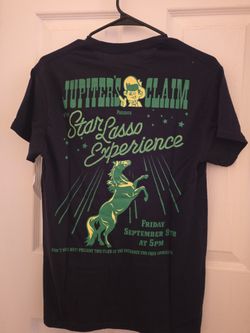 JUPITER'S CLAIM
PRESENTS
Star Lasso
Experience
FRIDAY
SEPTEMBER 9TH
AT 5PM